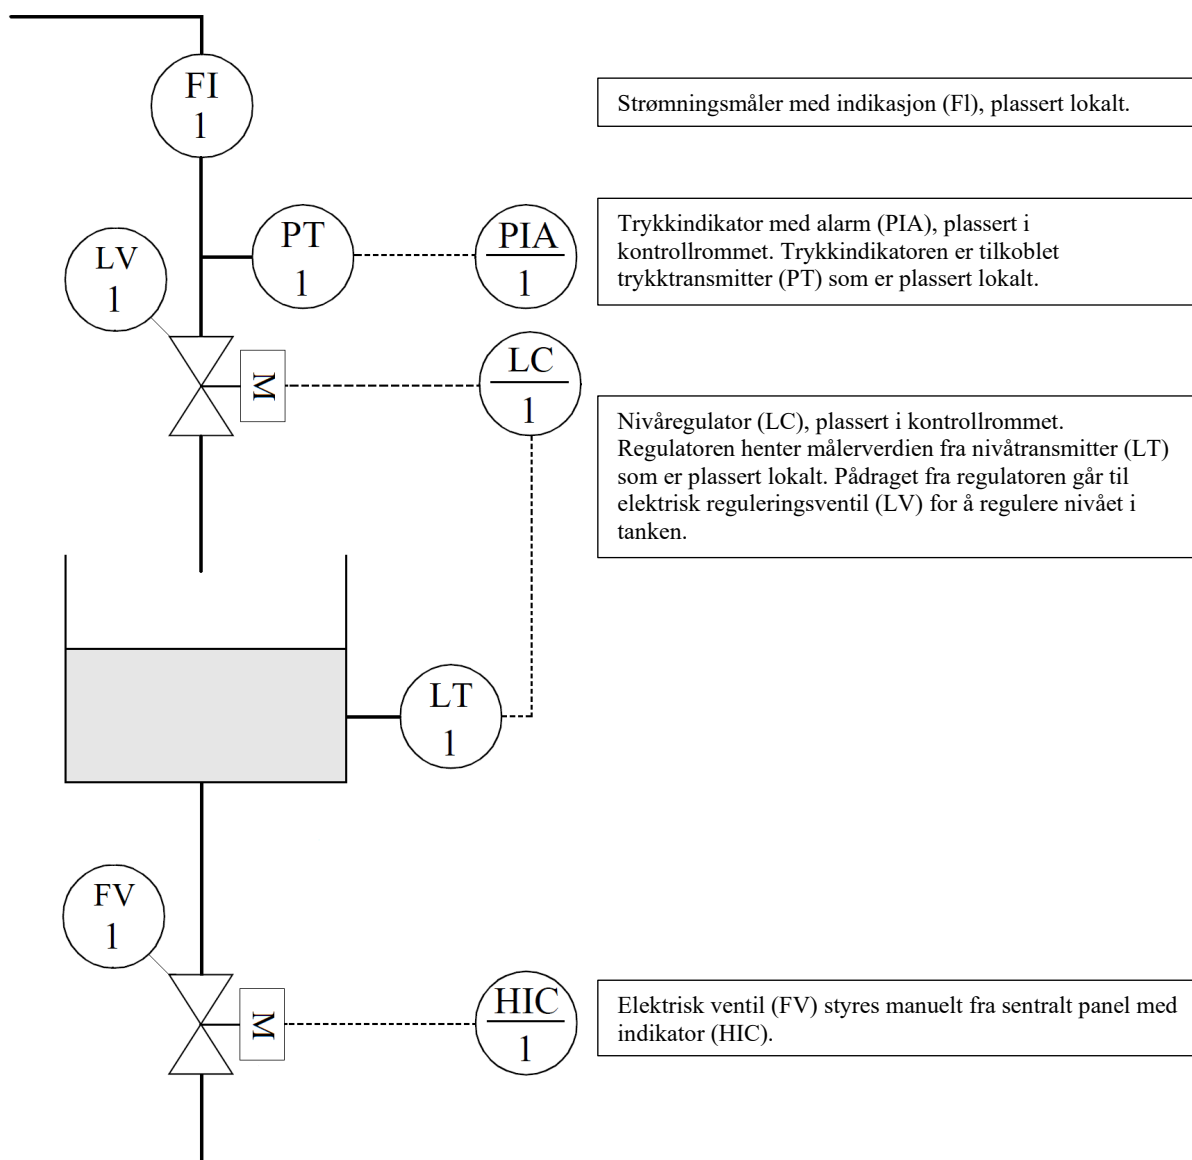 FI
1
Strømningsmåler med indikasjon (Fl), plassert lokalt.
LV
1
PT
1
PIA
1
Trykkindikator med alarm (PIA), plassert i
kontrollrommet. Trykkindikatoren er tilkoblet
trykktransmitter (PT) som er plassert lokalt.
M
LC
1
Nivåregulator (LC), plassert i kontrollrommet.
Regulatoren henter målerverdien fra nivåtransmitter (LT)
som er plassert lokalt. Pådraget fra regulatoren går til
elektrisk reguleringsventil (LV) for å regulere nivået i
tanken.
LT
1
FV
1
M
HIC
1
Elektrisk ventil (FV) styres manuelt fra sentralt panel med
indikator (HIC).